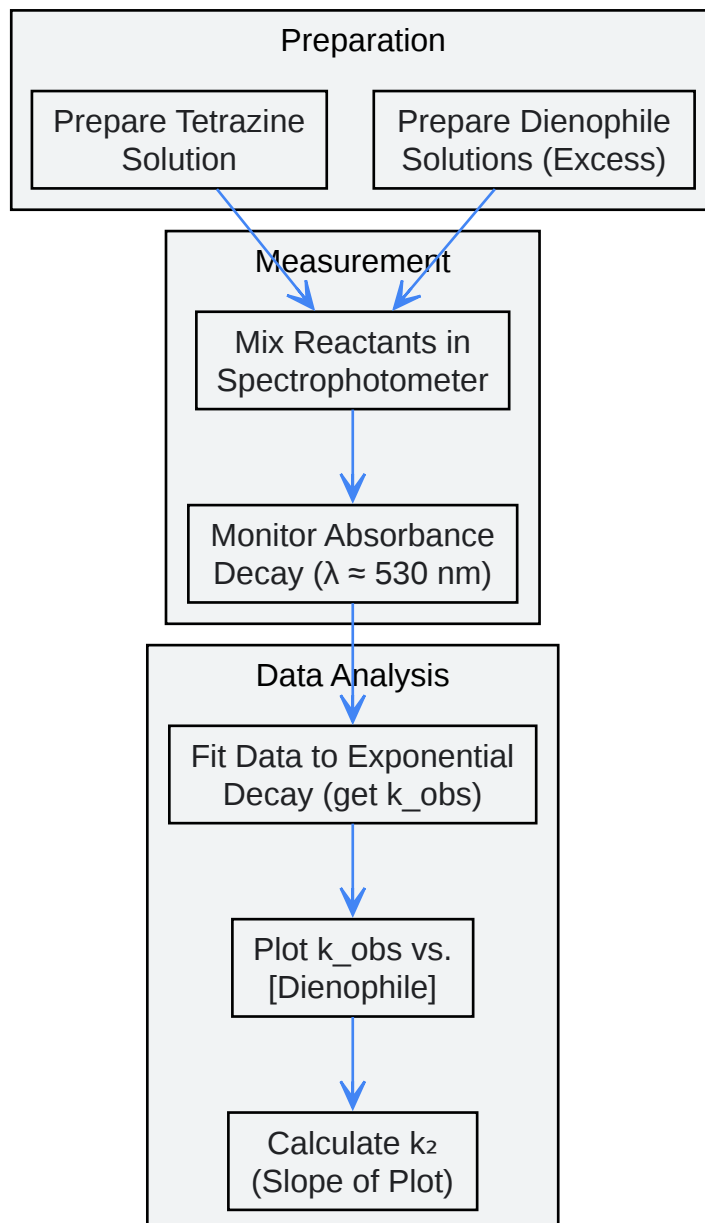 Preparation
Prepare Tetrazine
Solution
Prepare Dienophile
Solutions (Excess)
Measurement
Mix Reactants in
Spectrophotometer
Monitor Absorbance
Decay (λ ≈ 530 nm)
Data Analysis
Fit Data to Exponential
Decay (get k_obs)
Plot k_obs vs.
[Dienophile]
Calculate k₂
(Slope of Plot)